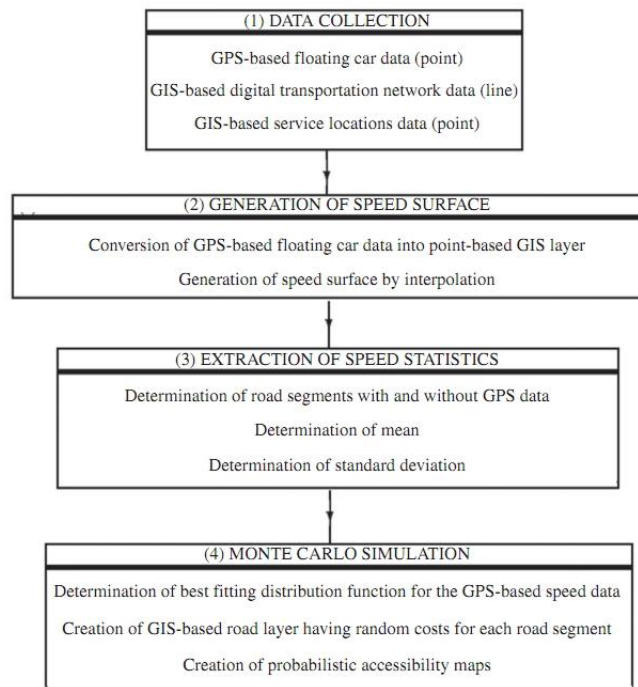 (1) DATA COLLECTION
GPS-based floating car data (point)
GIS-based digital transportation network data (line)
GIS-based service locations data (point)
(2) GENERATION OF SPEED SURFACE
Conversion of GPS-based floating car data into point-based GIS layer
Generation of speed surface by interpolation
(3) EXTRACTION OF SPEED STATISTICS
Determination of road segments with and without GPS data
Determination of mean
Determination of standard deviation
(4) MONTE CARLO SIMULATION
Determination of best fitting distribution function for the GPS-based speed data
Creation of GIS-based road layer having random costs for each road segment
Creation of probabilistic accessibility maps